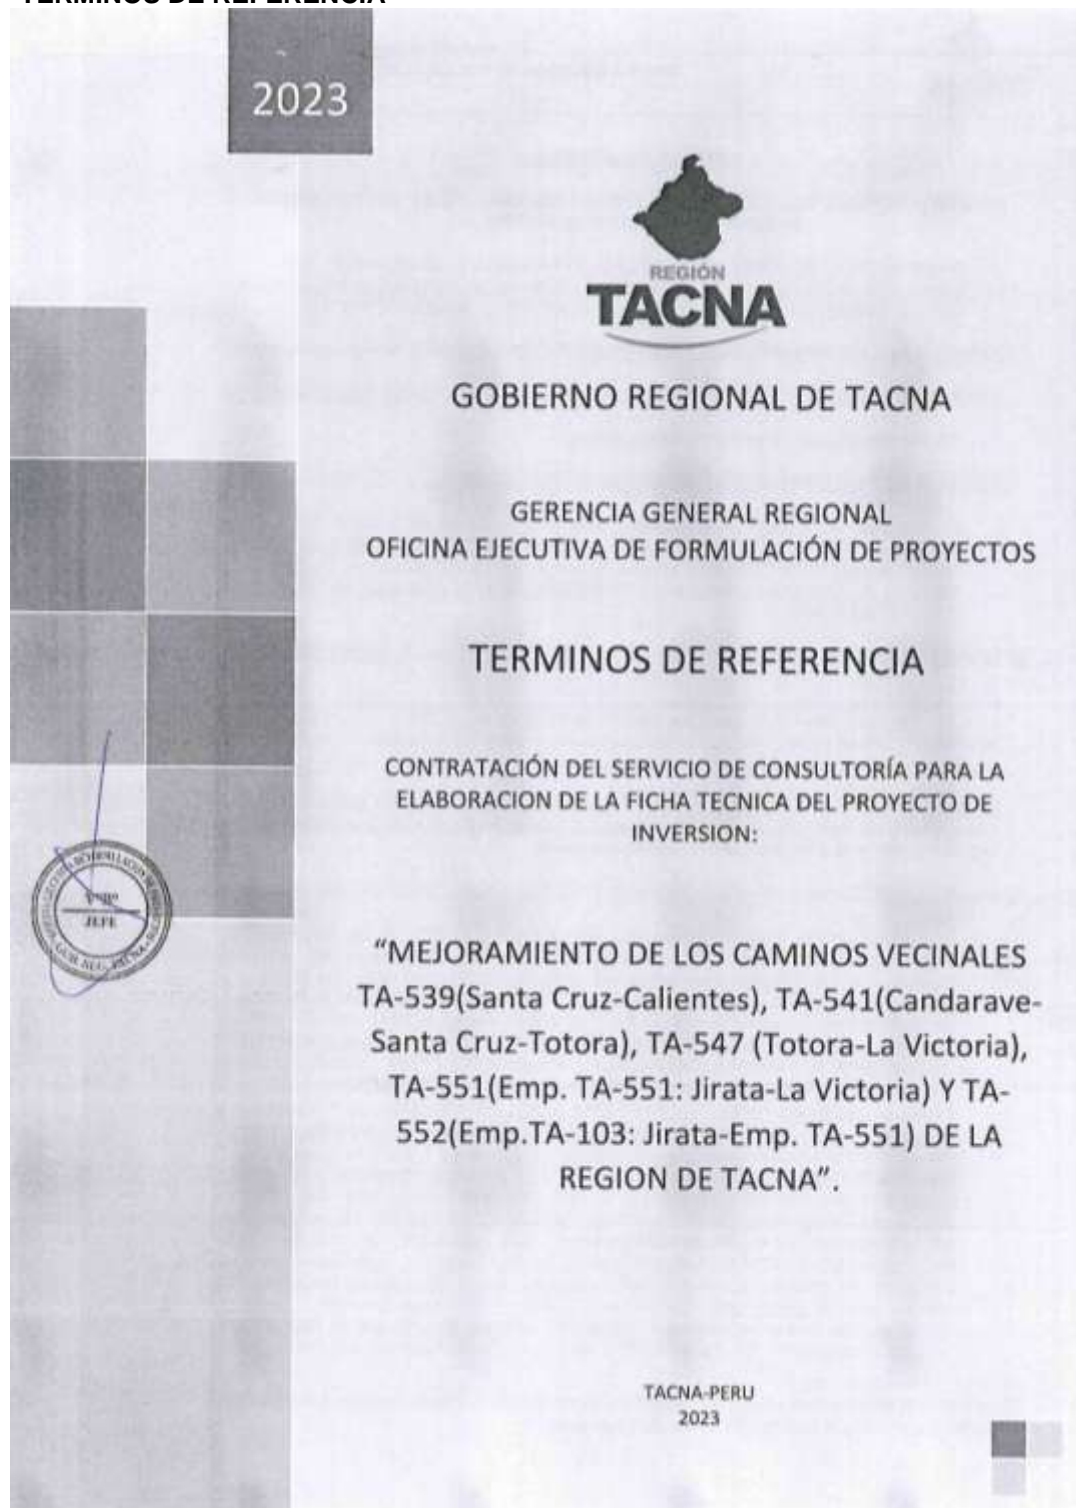 TERMINOS DE REFERENCIA
2023
REGIÓN
TACNA
GOBIERNO REGIONAL DE TACNA
GERENCIA GENERAL REGIONAL
OFICINA EJECUTIVA DE FORMULACIÓN DE PROYECTOS
TERMINOS DE REFERENCIA
CONTRATACIÓN DEL SERVICIO DE CONSULTORÍA PARA LA
ELABORACION DE LA FICHA TECNICA DEL PROYECTO DE
INVERSION:
JEFE
“MEJORAMIENTO DE LOS CAMINOS VECINALES
TA-539(Santa Cruz-Calientes), TA-541(Candarave-
Santa Cruz-Totora), TA-547 (Totora-La Victoria),
TA-551(Emp. TA-551: Jirata-La Victoria) Y TA-
552(Emp.TA-103: Jirata-Emp. TA-551) DE LA
REGION DE TACNA”.
TACNA-PERU
2023